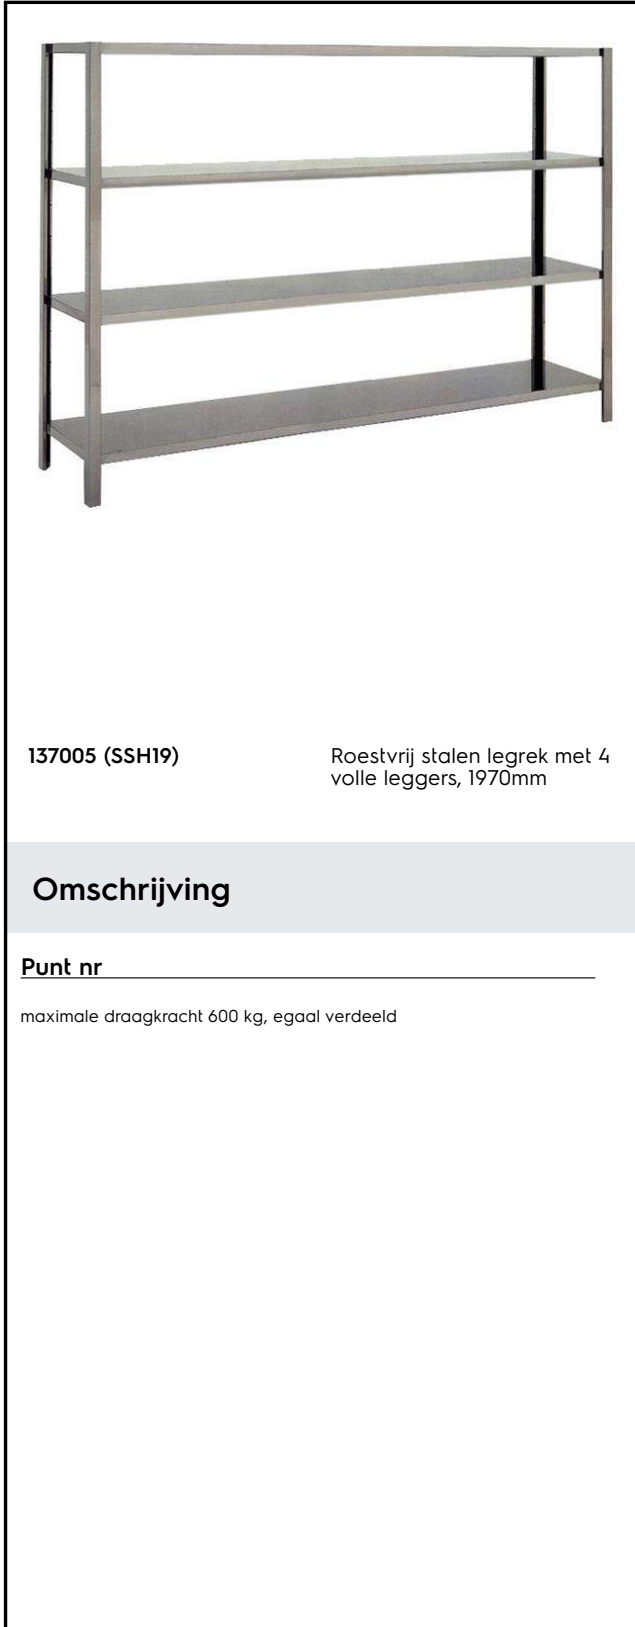 137005 (SSH19)
Roestvrij stalen legrek met 4
volle leggers, 1970mm
Omschrijving
Punt nr
maximale draagkracht 600 kg, egaal verdeeld